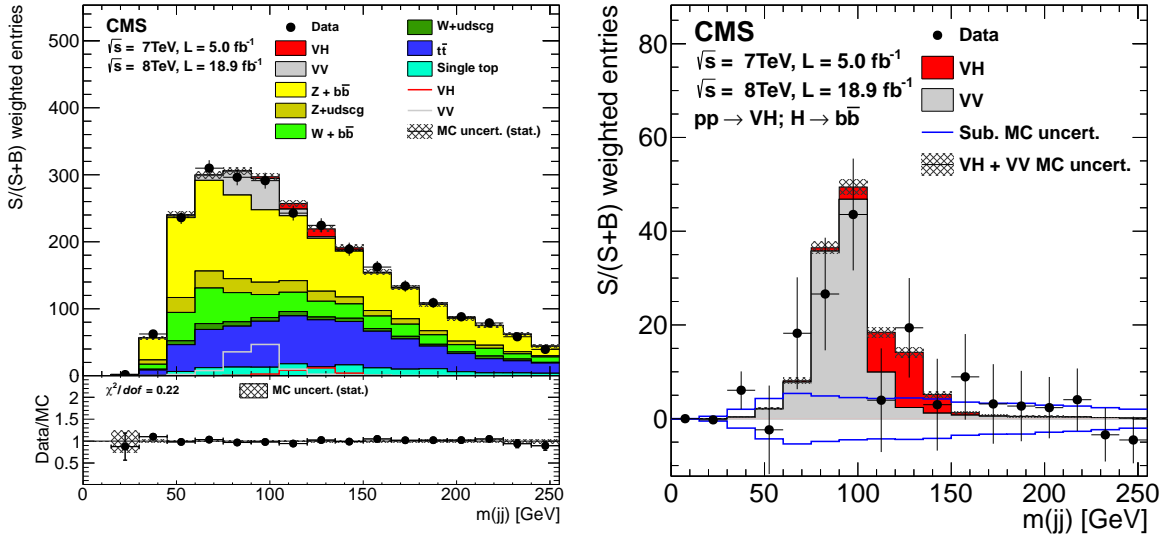 CMS
√s = 7TeV, L = 5.0 fb⁻¹
√s = 8TeV, L = 18.9 fb⁻¹
Data
VH
VV
Z + bb̅
Z+udscg
W + bb̅
W+udscg
tt̅
Single top
VH
VV
MC uncert. (stat.)
S/(S+B) weighted entries
500
400
300
200
100
0
χ²/dof = 0.22
MC uncert. (stat.)
Data/MC
2
1.5
1
0.5
0 50 100 150 200 250
m(jj) [GeV]
CMS
√s = 7TeV, L = 5.0 fb⁻¹
√s = 8TeV, L = 18.9 fb⁻¹
pp → VH; H → bb̅
Data
VH
VV
Sub. MC uncert.
VH + VV MC uncert.
S/(S+B) weighted entries
80
60
40
20
0
0 50 100 150 200 250
m(jj) [GeV]